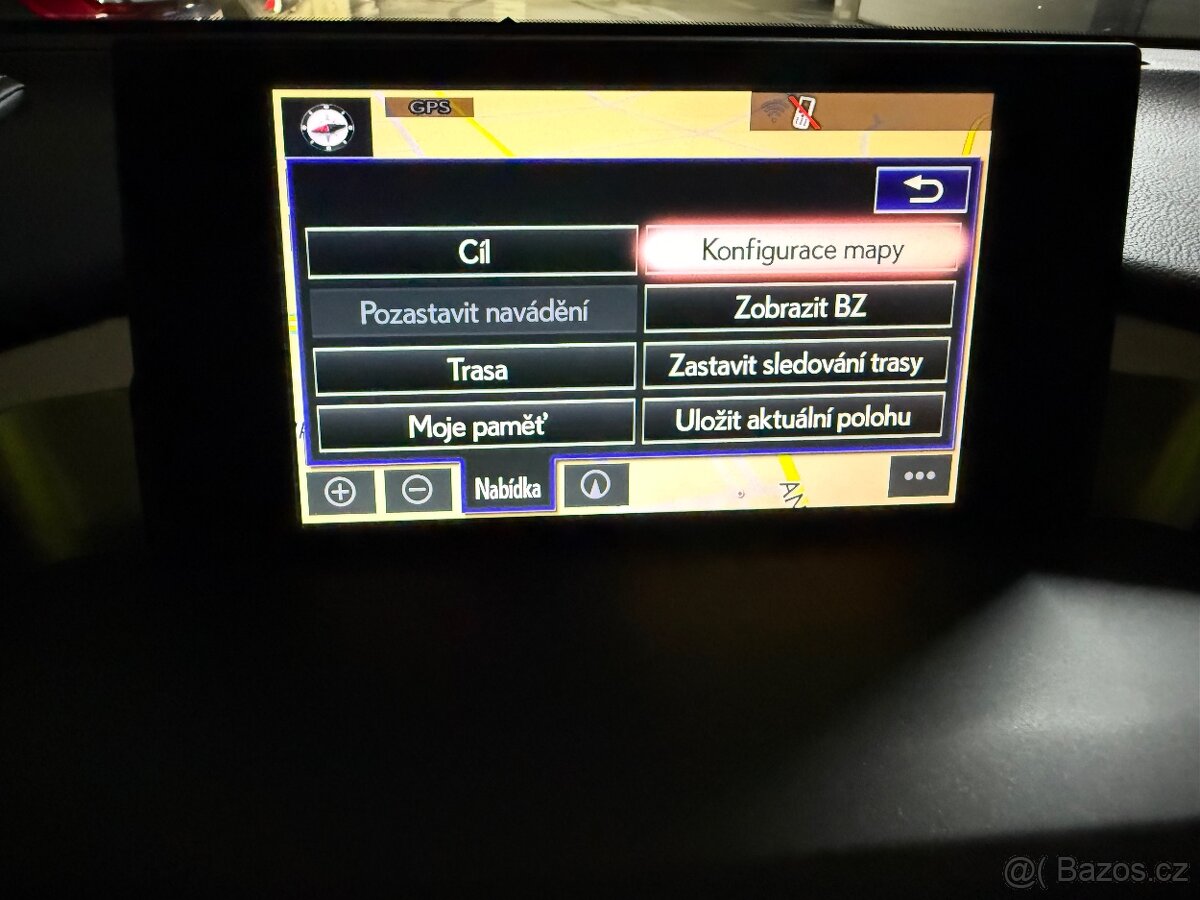 GPS
Cíl
Konfigurace mapy
Pozastavit navádění
Zobrazit BZ
Trasa
Zastavit sledování trasy
Moje paměť
Uložit aktuální polohu
Nabídka
AN
@( Bazos.cz